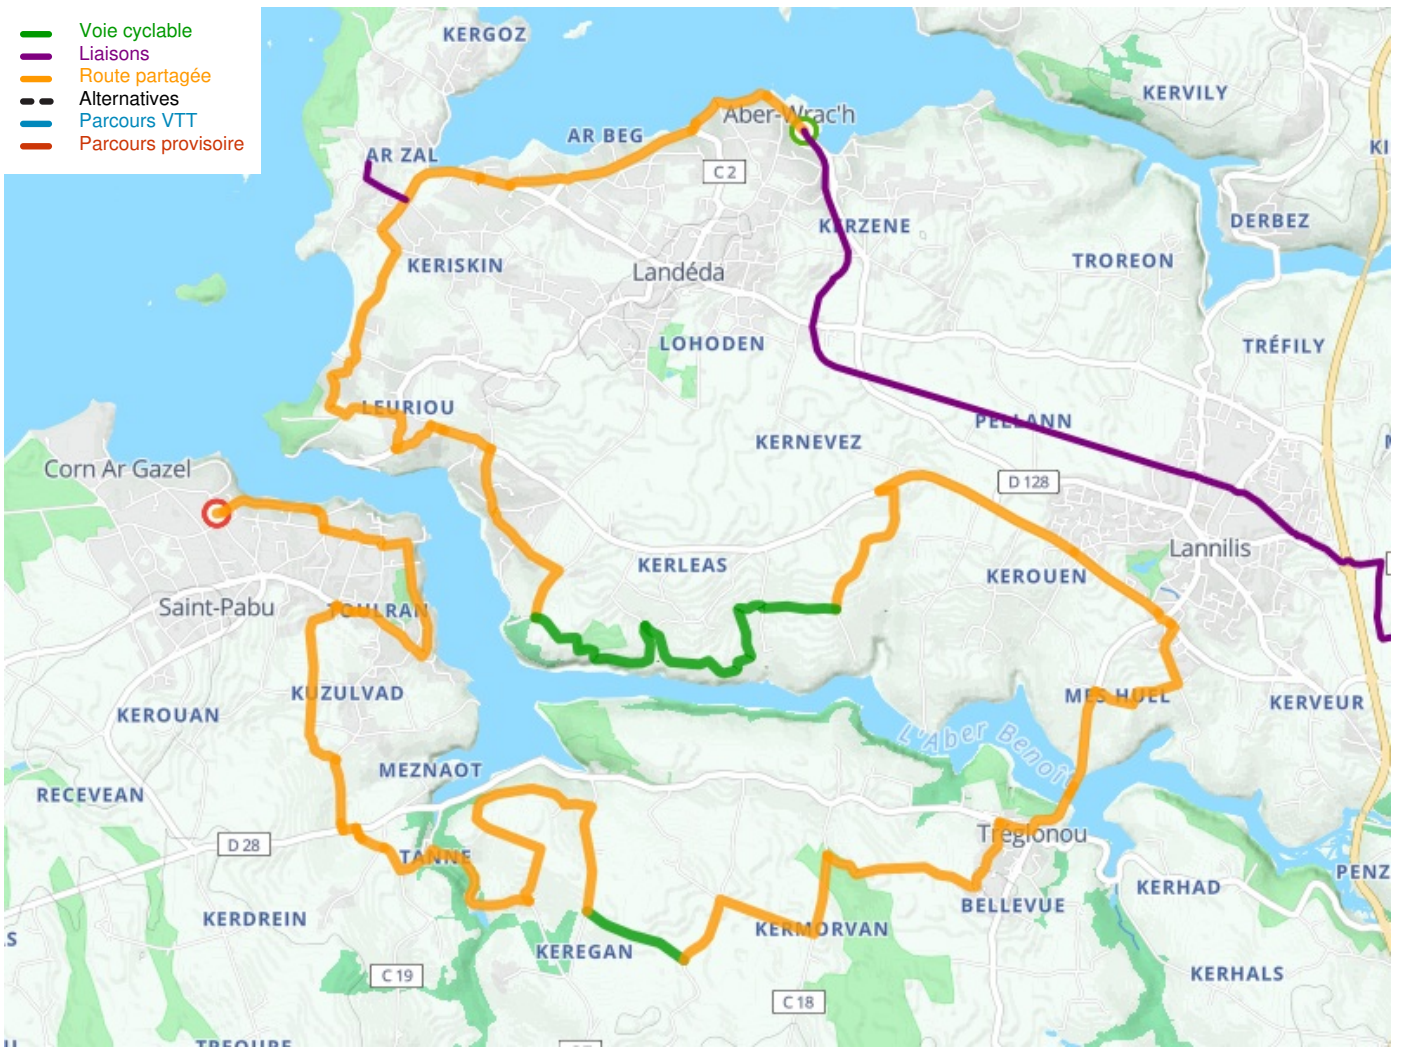 Voie cyclable
Liaisons
Route partagée
Alternatives
Parcours VTT
Parcours provisoire
KERGOZ
KERVILY
Aber-Wrac'h
AR BEG
AR ZAL
KI
C 2
DERBEZ
KERZENE
KERISKIN
Landéda
TROREON
LOHODEN
TRÉFILY
LEURIOU
PELLANN
KERNEVEZ
Corn Ar Gazel
D 128
Lannilis
KERLEAS
KEROUEN
Saint-Pabu
TOULRAN
KUZULVAD
MES HUEL
KERVEUR
KEROUAN
L'Aber Benoît
MEZNAOT
RECEVEAN
Tréglonou
D 28
TANNE
PENZ
KERHAD
BELLEVUE
KERDREIN
KERMORVAN
KEREGAN
KERHALS
C 19
C 18